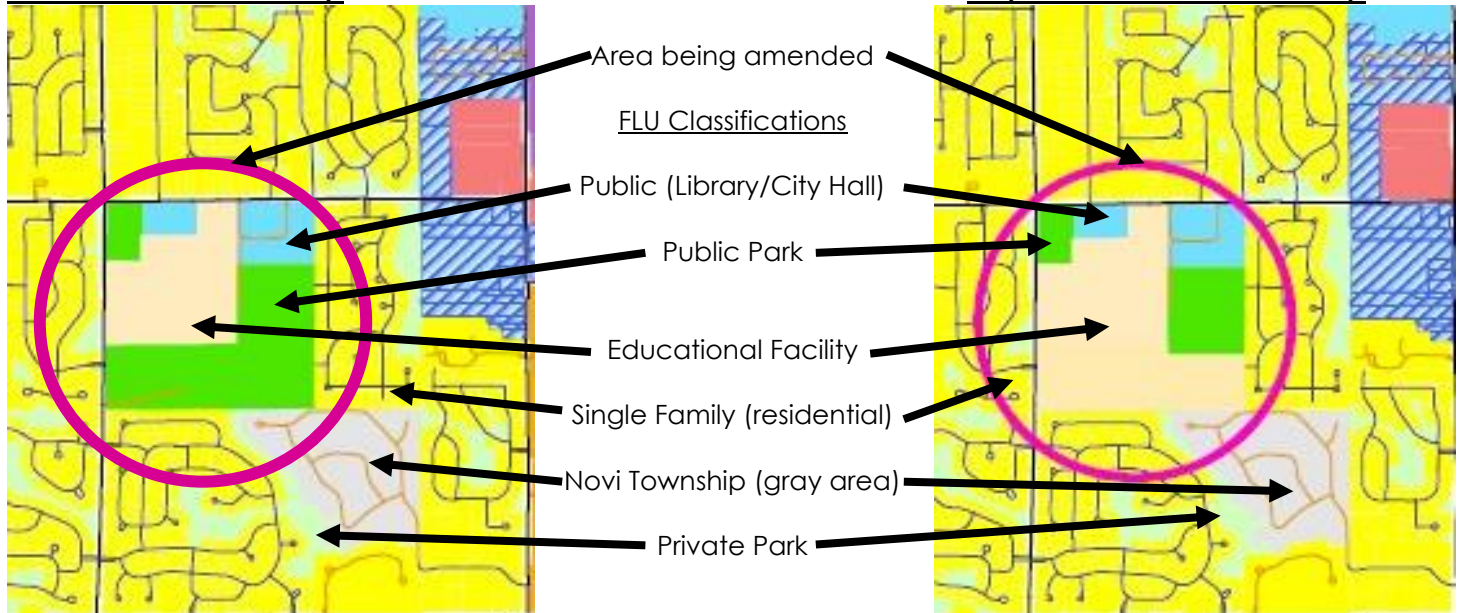 Area being amended
FLU Classifications
Public (Library/City Hall)
Public Park
Educational Facility
Single Family (residential)
Novi Township (gray area)
Private Park